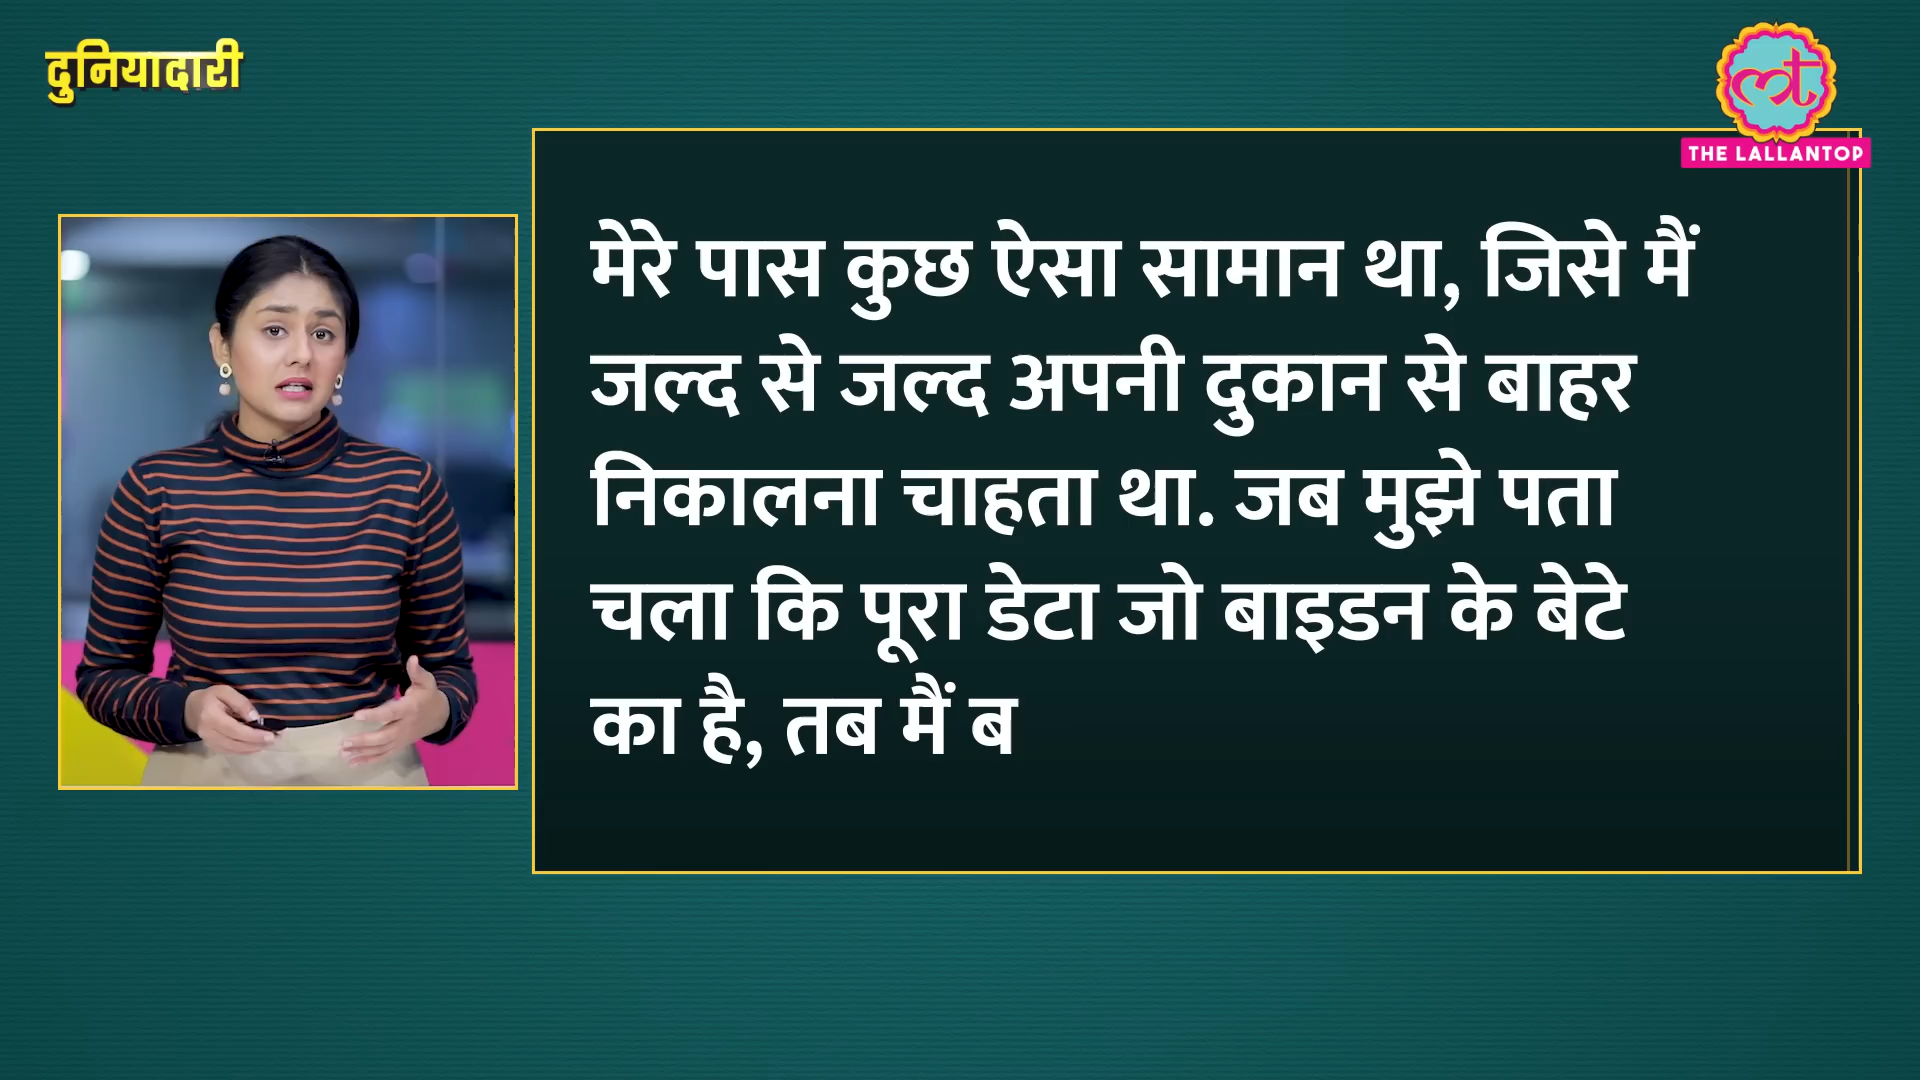 दुनियादारी
THE LALLANTOP
मेरे पास कुछ ऐसा सामान था, जिसे मैं
जल्द से जल्द अपनी दुकान से बाहर
निकालना चाहता था. जब मुझे पता
चला कि पूरा डेटा जो बाइडन के बेटे
का है, तब मैं ब